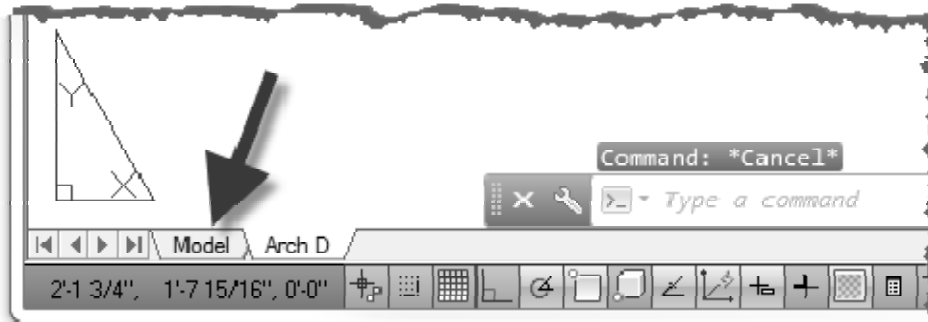 Y
X
Command: *Cancel*
Type a command
Model
Arch D
2'-1 3/4", 1'-7 15/16", 0'-0"